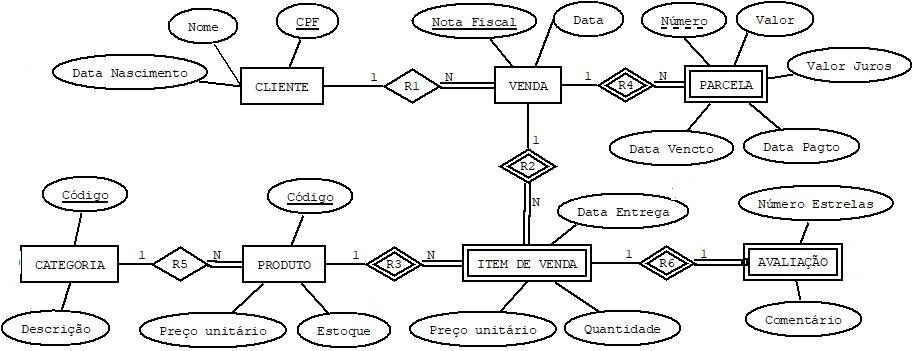 CPF
Nota Fiscal
Data
Número
Valor
Nome
Data Nascimento
Valor Juros
CLIENTE
1
R1
N
VENDA
1
R4
N
PARCELA
Data Vencto
Data Pagto
1
R2
N
Código
Código
Número Estrelas
Data Entrega
CATEGORIA
1
R5
N
PRODUTO
1
R3
N
ITEM DE VENDA
1
R6
1
AVALIAÇÃO
Descrição
Preço unitário
Estoque
Preço unitário
Quantidade
Comentário